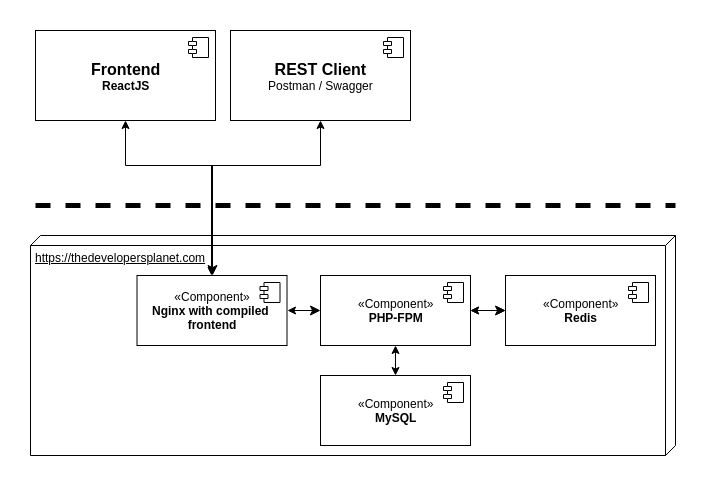 Frontend
ReactJS
REST Client
Postman / Swagger
https://thedevelopersplanet.com
«Component»
Nginx with compiled
frontend
«Component»
PHP-FPM
«Component»
Redis
«Component»
MySQL